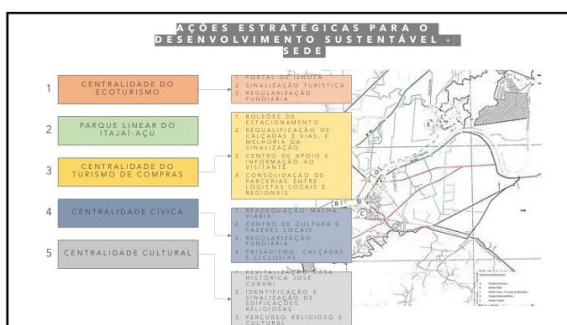 AÇÕES ESTRATÉGICAS PARA O
DESENVOLVIMENTO SUSTENTÁVEL -
SEDE
1 CENTRALIDADE DO
ECOTURISMO
1 PORTAL DE ILHOTA
2 SINALIZAÇÃO TURÍSTICA
3 REGULARIZAÇÃO
FUNDIÁRIA
2 PARQUE LINEAR DO
ITAJAÍ-AÇU
3 CENTRALIDADE DO
TURISMO DE COMPRAS
1 BOLSÕES DE
ESTACIONAMENTO
2 REQUALIFICAÇÃO DE
CALÇADAS E VIAS, E
MELHORIA DA
SINALIZAÇÃO
3 CENTRO DE APOIO E
INFORMAÇÃO AO
VISITANTE
4 CONSOLIDAÇÃO DE
PARCERIAS ENTRE
LOGISTAS LOCAIS E
REGIONAIS
4 CENTRALIDADE CÍVICA
1 READEQUAÇÃO MALHA
VIÁRIA
2 CENTRO DE CULTURA E
FAZERES LOCAIS
3 REGULARIZAÇÃO
FUNDIÁRIA
4 PAISAGISMO, CALÇADAS
E CICLOVIAS
5 CENTRALIDADE CULTURAL
1 REVITALIZAÇÃO CASA
HISTÓRICA JOSÉ
CUBANI
2 IDENTIFICAÇÃO E
SINALIZAÇÃO DE
EDIFICAÇÕES
RELIGIOSAS
3 PERCURSO RELIGIOSO E
CULTURAL